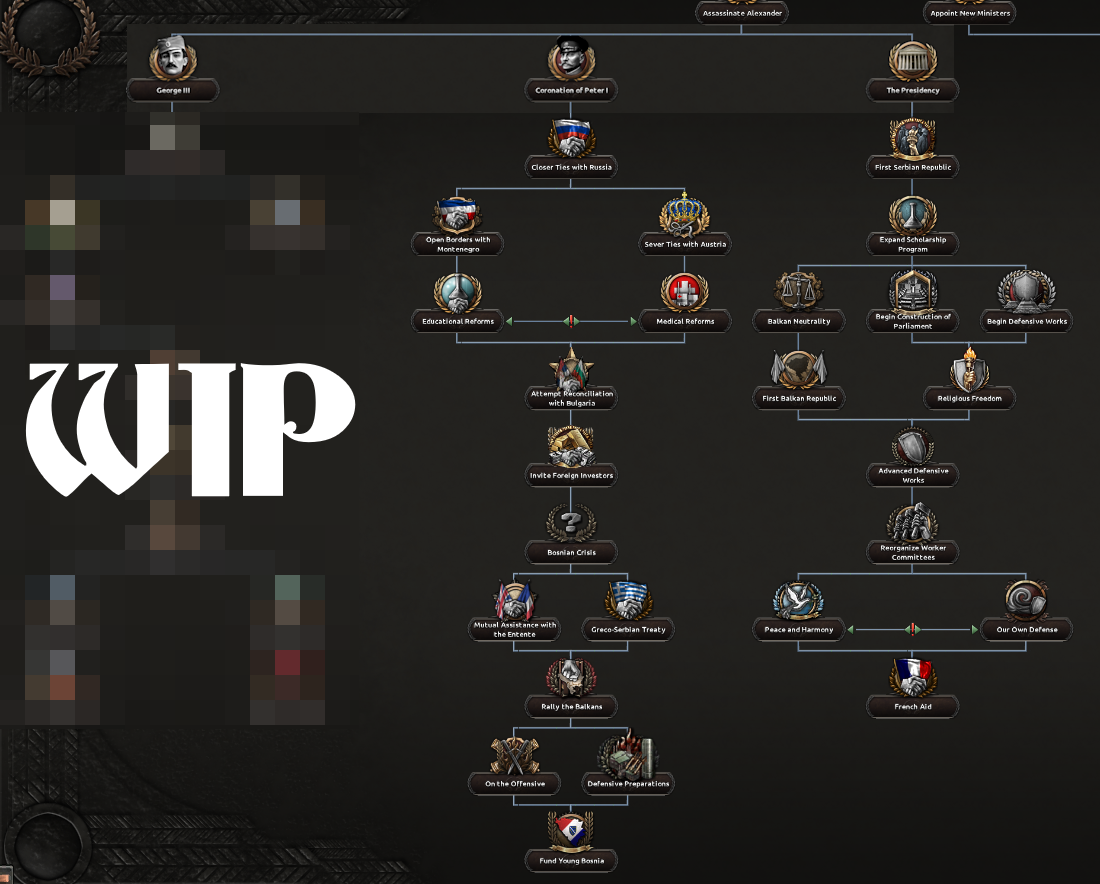 Assassinate Alexander
Appoint New Ministers
George III
Coronation of Peter I
The Presidency
Closer Ties with Russia
First Serbian Republic
Open Borders with
Montenegro
Sever Ties with Austria
Expand Scholarship
Program
Educational Reforms
Medical Reforms
Balkan Neutrality
Begin Construction of
Parliament
Begin Defensive Works
WIP
Attempt Reconciliation
with Bulgaria
First Balkan Republic
Religious Freedom
Invite Foreign Investors
Advanced Defensive
Works
Bosnian Crisis
Reorganize Worker
Committees
Mutual Assistance with
the Entente
Greco-Serbian Treaty
Peace and Harmony
Our Own Defense
Rally the Balkans
French Aid
On the Offensive
Defensive Preparations
Fund Young Bosnia